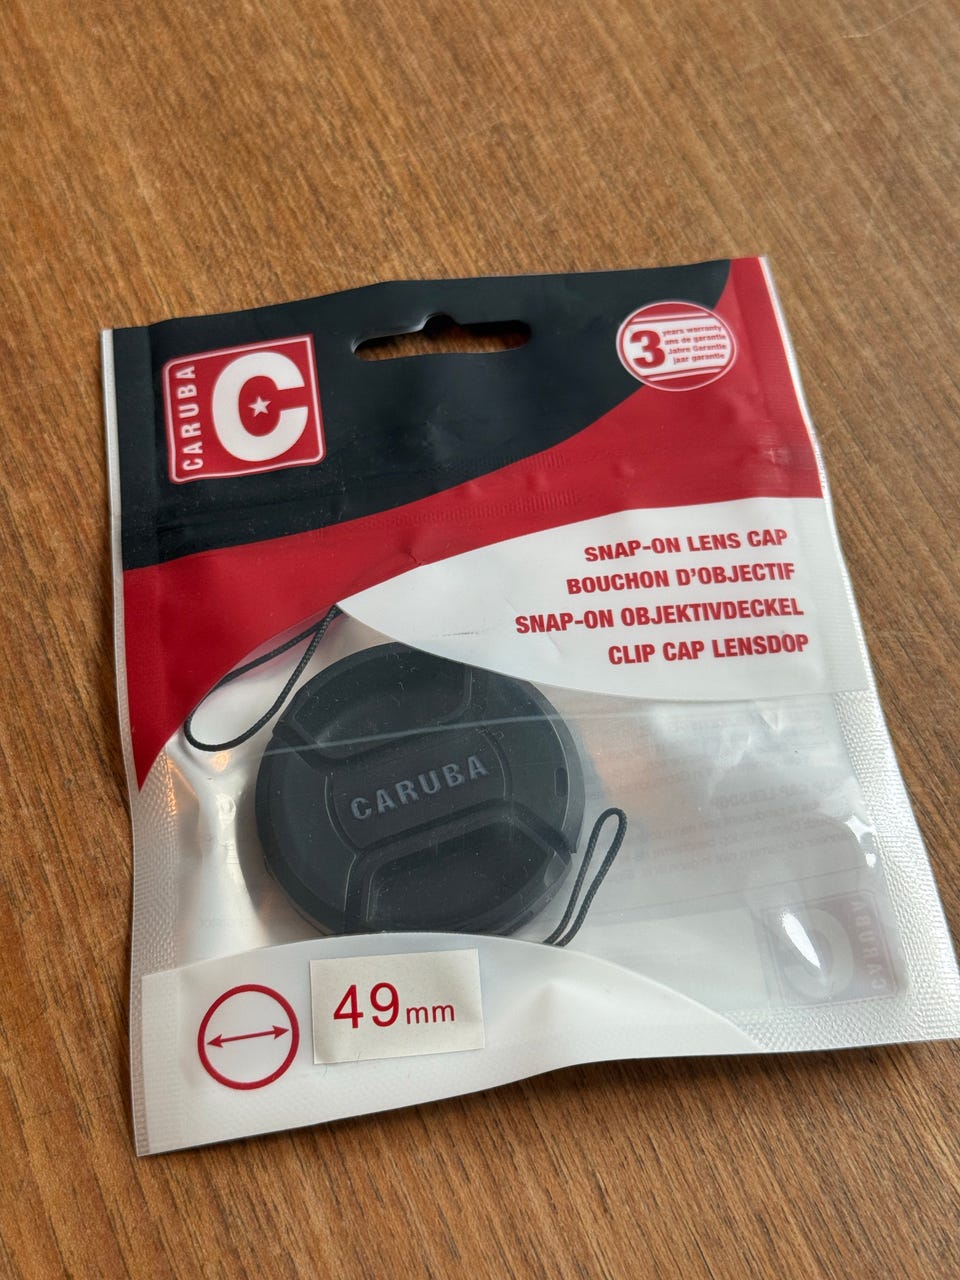 CARUBA
C
3
years warranty
ans de garantie
Jahre Garantie
jaar garantie
SNAP-ON LENS CAP
BOUCHON D'OBJECTIF
SNAP-ON OBJEKTIVDECKEL
CLIP CAP LENSDOP
CARUBA
49mm